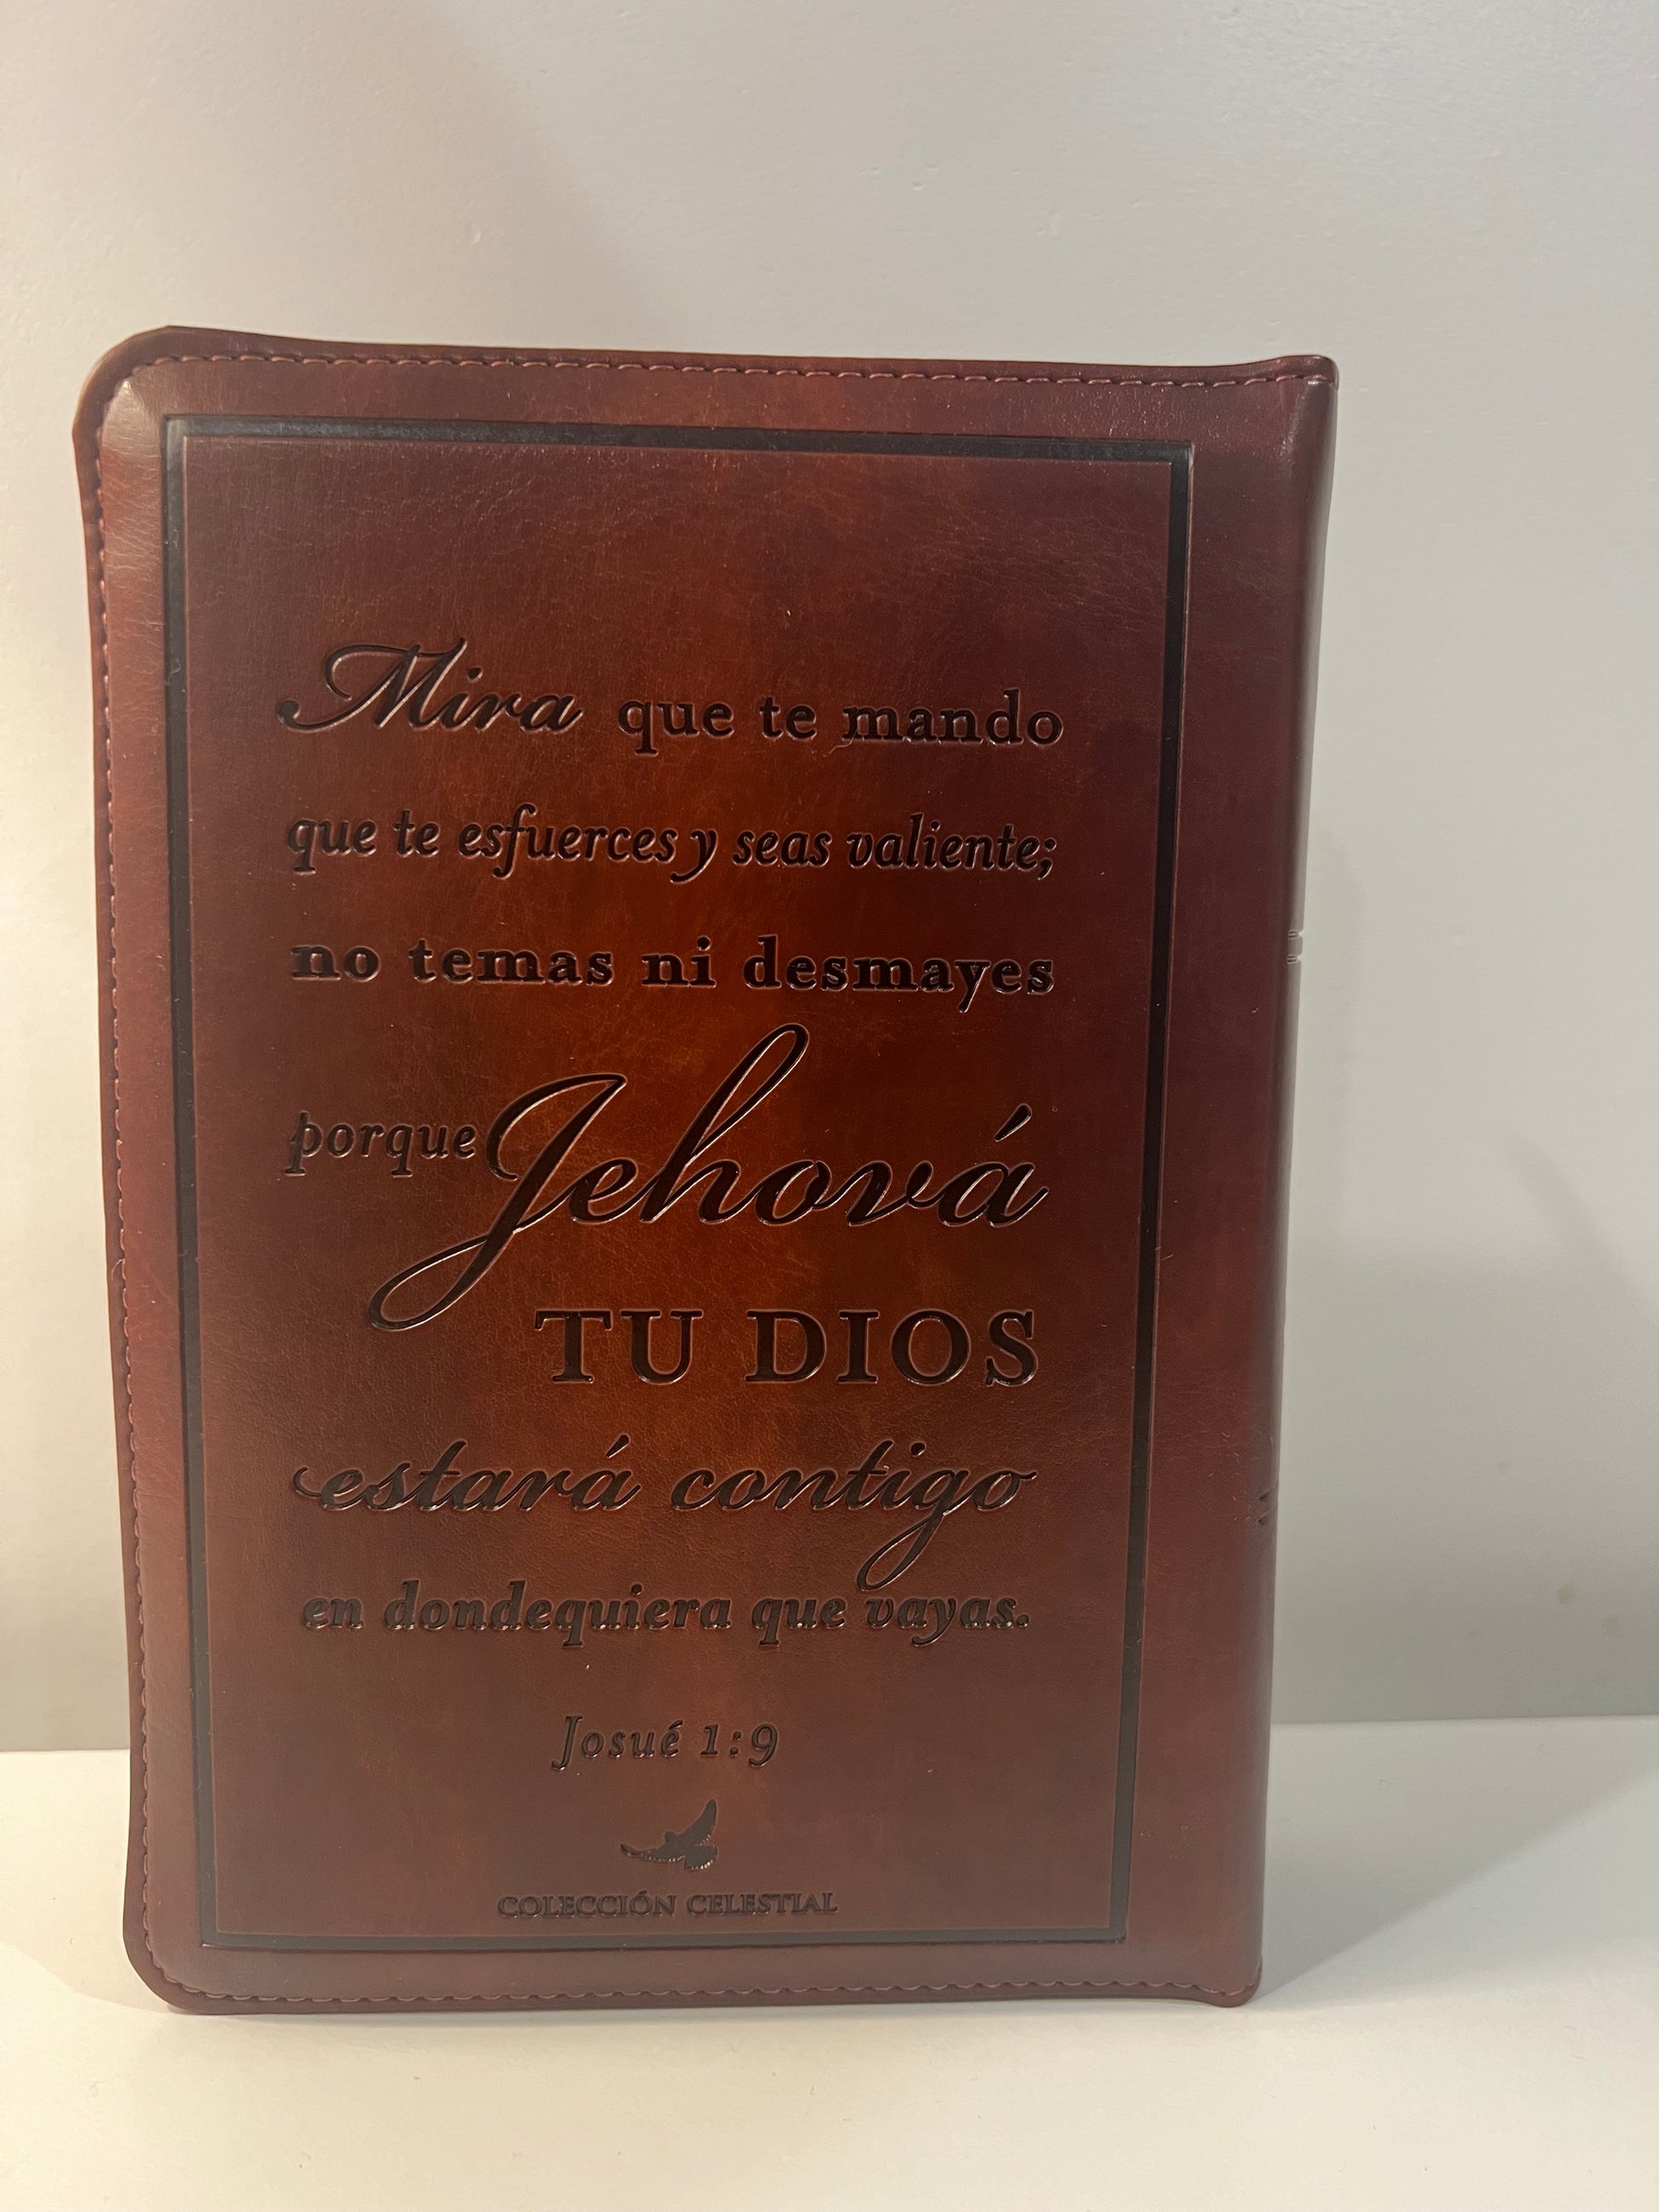 Mira que te mando
que te esfuerces y seas valiente;
no temas ni desmayes
porque Jehová
TU DIOS
estará contigo
en dondequiera que vayas.
Josué 1:9
COLECCIÓN CELESTIAL